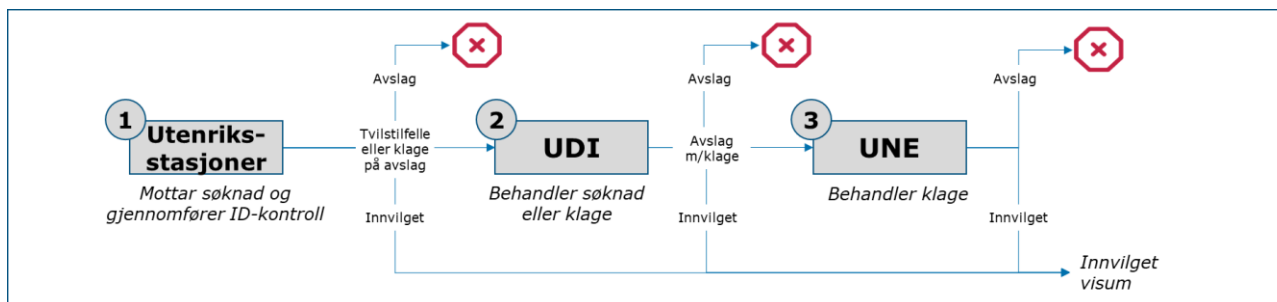 Avslag
1
Utenriks-
stasjoner
Mottar søknad og
gjennomfører ID-kontroll
Tvilstilfelle
eller klage
på avslag
Innvilget
2
UDI
Behandler søknad
eller klage
Avslag
Avslag
m/klage
Innvilget
3
UNE
Behandler klage
Avslag
Innvilget
Innvilget
visum